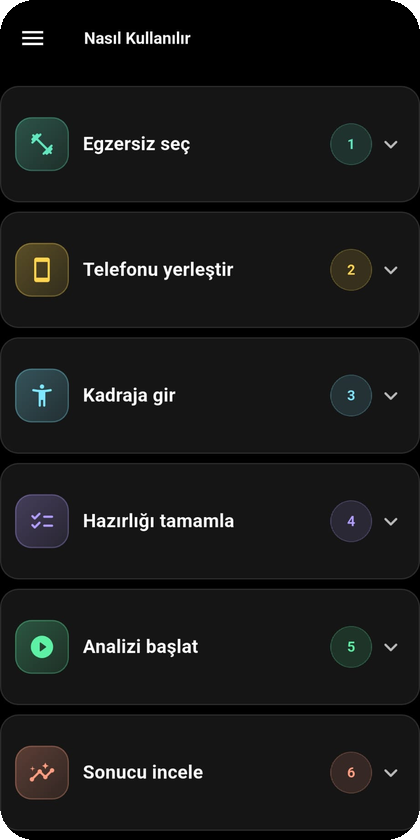 Nasıl Kullanılır
Egzersiz seç
1
Telefonu yerleştir
2
Kadraja gir
3
Hazırlığı tamamla
4
Analizi başlat
5
Sonucu incele
6